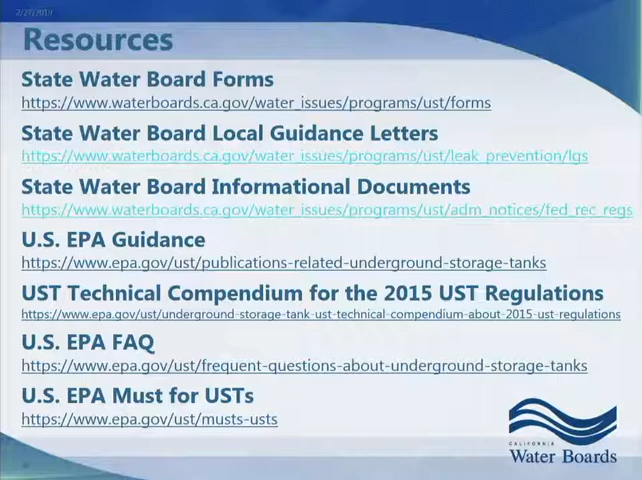 2/27/2019
Resources
State Water Board Forms
https://www.waterboards.ca.gov/water_issues/programs/ust/forms
State Water Board Local Guidance Letters
https://www.waterboards.ca.gov/water_issues/programs/ust/leak_prevention/lgs
State Water Board Informational Documents
https://www.waterboards.ca.gov/water_issues/programs/ust/adm_notices/fed_rec_regs
U.S. EPA Guidance
https://www.epa.gov/ust/publications-related-underground-storage-tanks
UST Technical Compendium for the 2015 UST Regulations
https://www.epa.gov/ust/underground-storage-tank-ust-technical-compendium-about-2015-ust-regulations
U.S. EPA FAQ
https://www.epa.gov/ust/frequent-questions-about-underground-storage-tanks
U.S. EPA Must for USTs
https://www.epa.gov/ust/musts-usts
CALIFORNIA
Water Boards